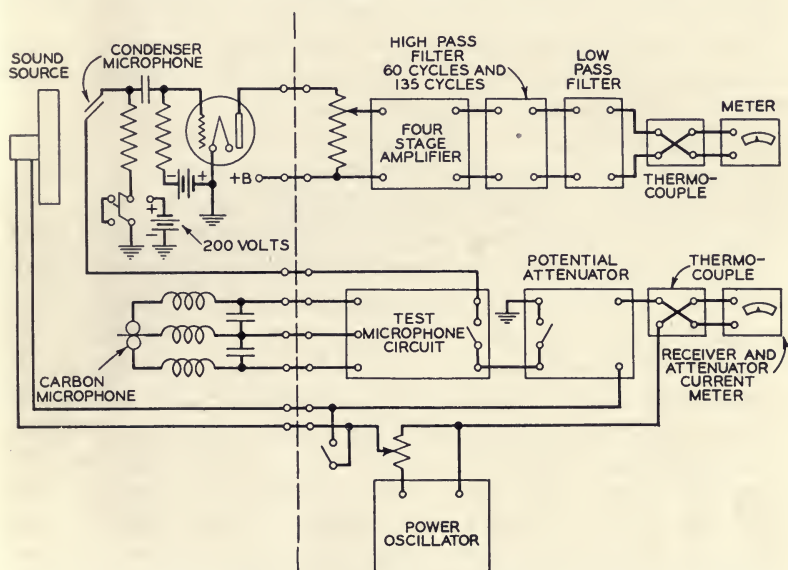 SOUND
SOURCE
CONDENSER
MICROPHONE
HIGH PASS
FILTER
60 CYCLES AND
135 CYCLES
LOW
PASS
FILTER
METER
FOUR
STAGE
AMPLIFIER
THERMO-
COUPLE
+B
- +
+
-
200 VOLTS
POTENTIAL
ATTENUATOR
THERMO-
COUPLE
TEST
MICROPHONE
CIRCUIT
CARBON
MICROPHONE
RECEIVER AND
ATTENUATOR
CURRENT
METER
POWER
OSCILLATOR